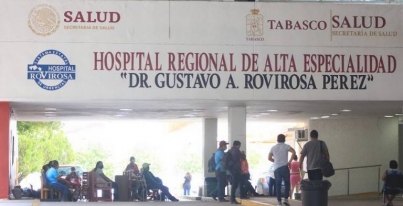 SALUD
SECRETARÍA DE SALUD
TABASCO
SALUD
SECRETARÍA DE SALUD
HOSPITAL REGIONAL DE ALTA ESPECIALIDAD
HOSPITAL
ROVIROSA
"DR. GUSTAVO A. ROVIROSA PEREZ"